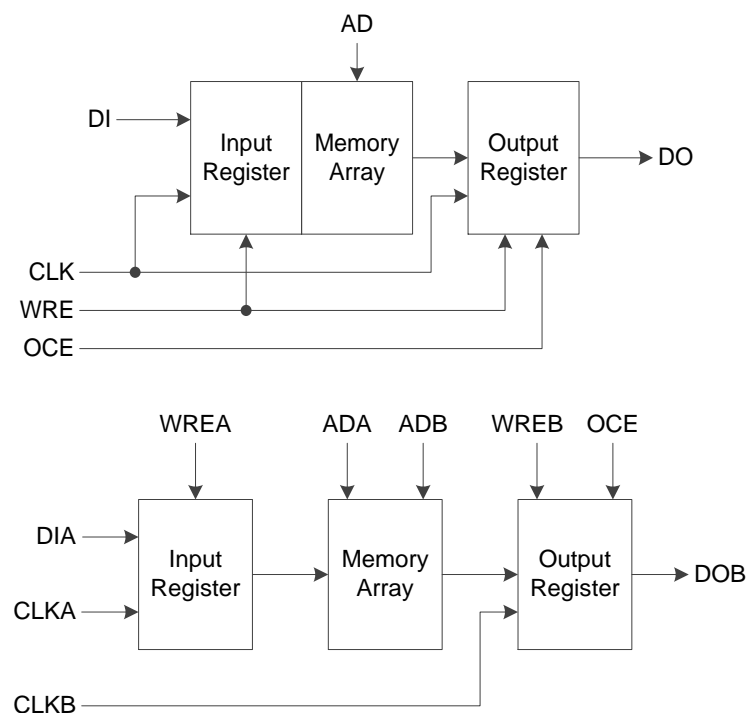 AD
DI
Input
Register
Memory
Array
Output
Register
DO
CLK
WRE
OCE
WREA
ADA
ADB
WREB
OCE
DIA
Input
Register
Memory
Array
Output
Register
DOB
CLKA
CLKB